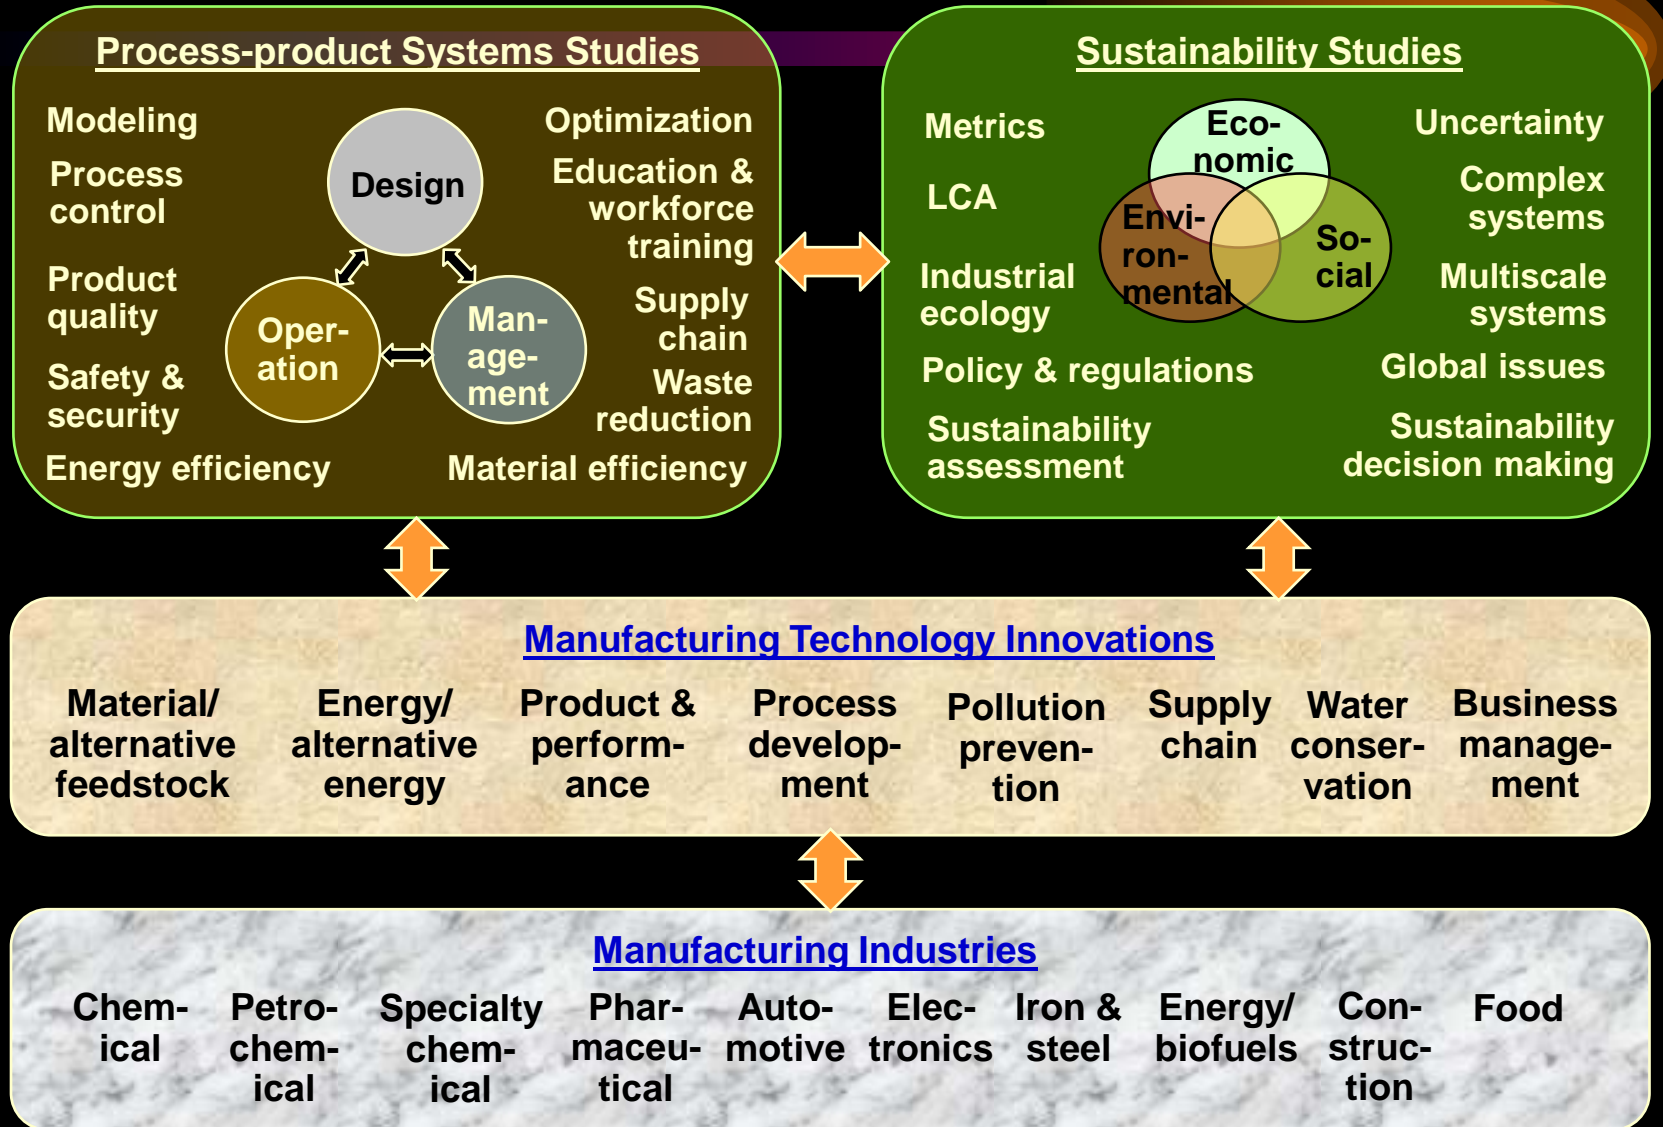 Process-product Systems Studies
Modeling
Process
control
Product
quality
Safety &
security
Energy efficiency
Design
Oper-
ation
Man-
age-
ment
Optimization
Education &
workforce
training
Supply
chain
Waste
reduction
Material efficiency
Sustainability Studies
Metrics
LCA
Industrial
ecology
Policy & regulations
Sustainability
assessment
Eco-
nomic
Envi-
ron-
mental
So-
cial
Uncertainty
Complex
systems
Multiscale
systems
Global issues
Sustainability
decision making
Manufacturing Technology Innovations
Material/
alternative
feedstock
Energy/
alternative
energy
Product &
perform-
ance
Process
develop-
ment
Pollution
preven-
tion
Supply
chain
Water
conser-
vation
Business
manage-
ment
Manufacturing Industries
Chem-
ical
Petro-
chem-
ical
Specialty
chem-
ical
Phar-
maceu-
tical
Auto-
motive
Elec-
tronics
Iron &
steel
Energy/
biofuels
Con-
struc-
tion
Food